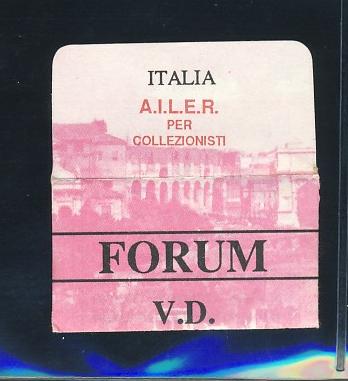 ITALIA
A.I.L.E.R.
PER
COLLEZIONISTI
FORUM
V.D.